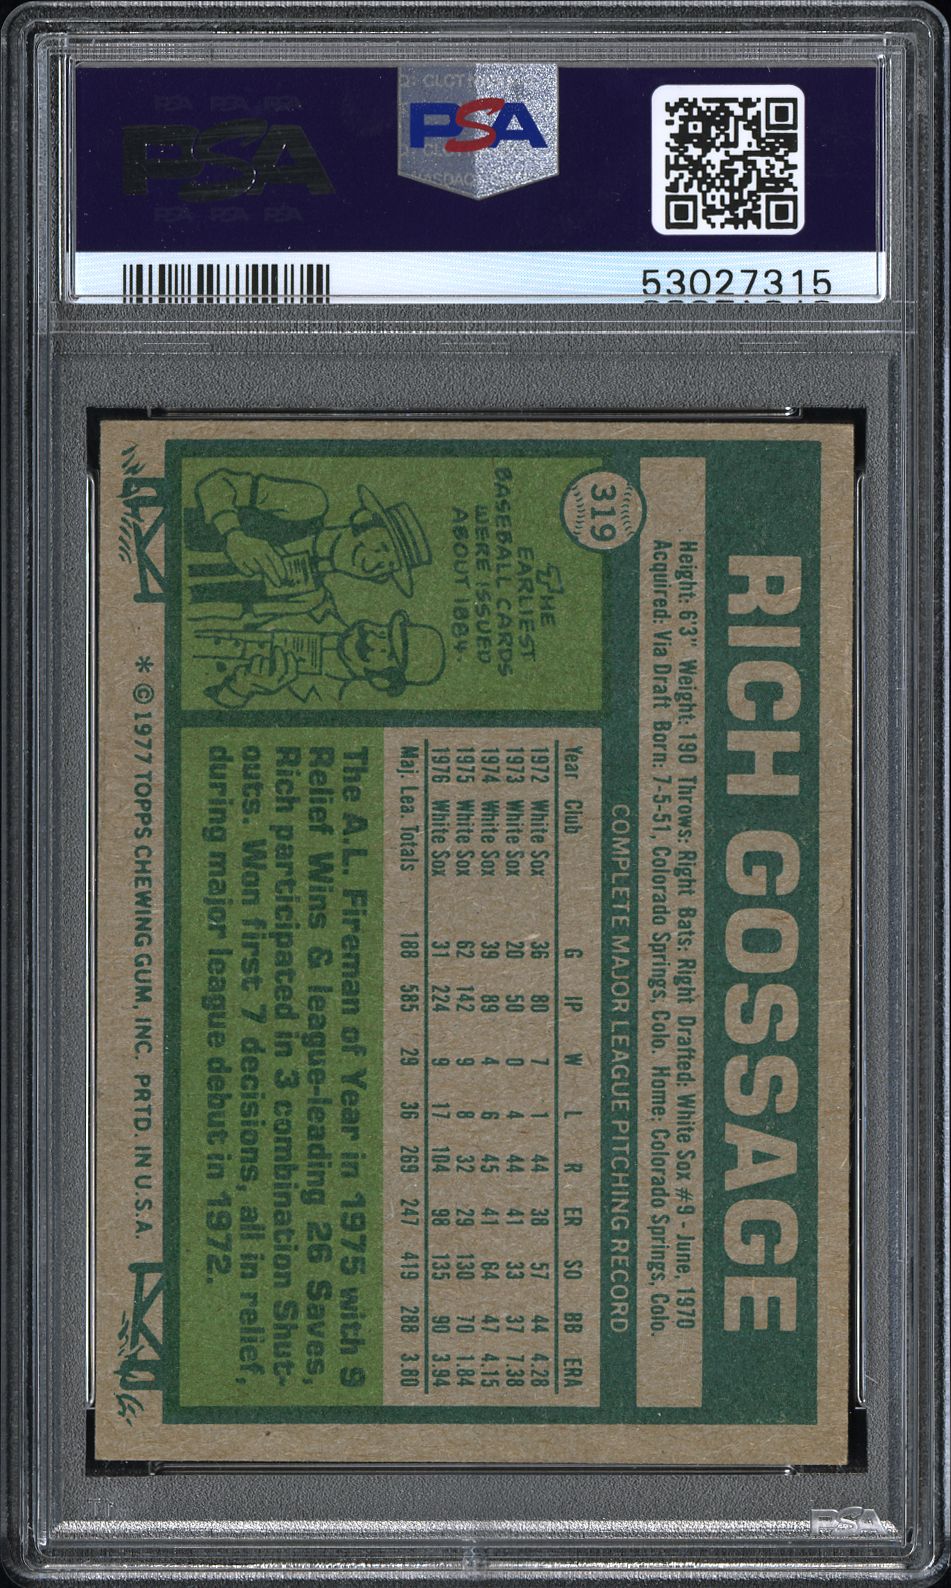 PSA PSA PSA
PSA
PSA PSA PSA
PSA
NASDAQ
53027315
319
RICH GOSSAGE
Height: 6'3" Weight: 190 Throws: Right Bats: Right Drafted: White Sox #9 - June, 1970
Acquired: Via Draft Born: 7-5-51, Colorado Springs, Colo. Home: Colorado Springs, Colo.
COMPLETE MAJOR LEAGUE PITCHING RECORD
Year Club G IP W L R ER SO BB ERA
1972 White Sox 36 80 7 1 44 38 57 44 4.28
1973 White Sox 20 50 0 4 44 41 33 37 7.38
1974 White Sox 39 89 4 6 45 41 64 47 4.15
1975 White Sox 62 142 9 8 32 29 130 70 1.84
1976 White Sox 31 224 9 17 104 98 135 90 3.94
Maj. Lea. Totals 188 585 29 36 269 247 419 288 3.80
THE
EARLIEST
BASEBALL CARDS
WERE ISSUED
ABOUT 1884.
The A.L. Fireman of Year in 1975 with 9
Relief Wins & league-leading 26 Saves,
Rich participated in 3 combination Shut-
outs. Won first 7 decisions, all in relief,
during major league debut in 1972.
* © 1977 TOPPS CHEWING GUM, INC. PRTD. IN U.S.A.
PSA